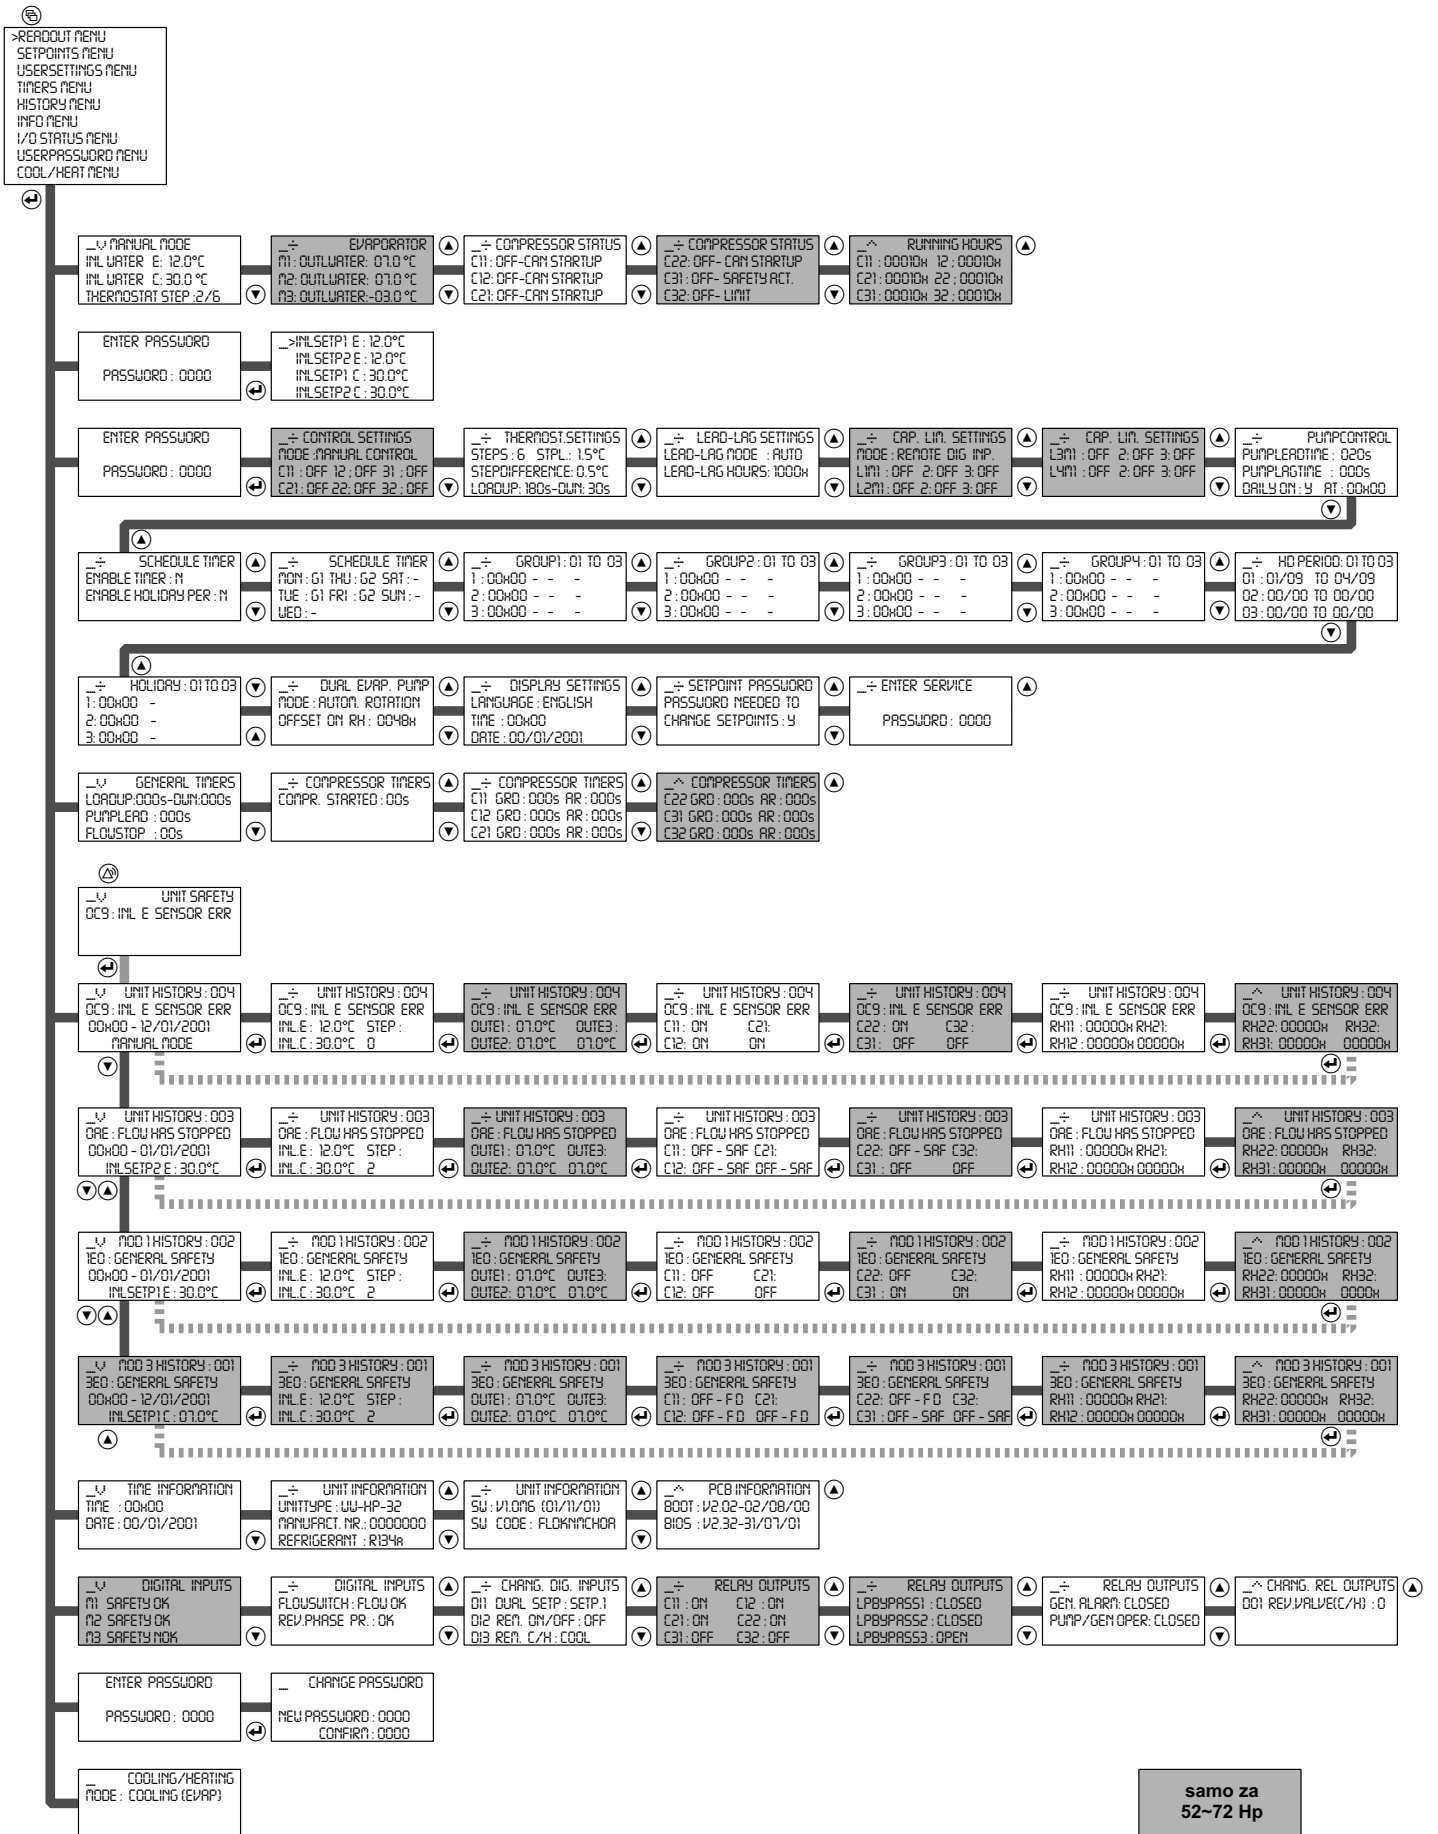 >READOUT MENU
SETPOINTS MENU
USERSETTINGS MENU
TIMERS MENU
HISTORY MENU
INFO MENU
I/O STATUS MENU
USERPASSWORD MENU
COOL/HEAT MENU
_v MANUAL MODE
INL WATER E: 12.0°C
INL WATER C: 30.0 °C
THERMOSTAT STEP :2/6
_÷ EVAPORATOR
M1: OUTLWATER: 07.0 °C
M2: OUTLWATER: 07.0 °C
M3: OUTLWATER:-03.0 °C
_÷ COMPRESSOR STATUS
C11: OFF-CAN STARTUP
C12: OFF-CAN STARTUP
C21: OFF-CAN STARTUP
_÷ COMPRESSOR STATUS
C22: OFF- CAN STARTUP
C31: OFF- SAFETY ACT.
C32: OFF- LIMIT
_^ RUNNING HOURS
C11 : 00010H 12 ; 00010H
C21 : 00010H 22 ; 00010H
C31 : 00010H 32 ; 00010H
ENTER PASSWORD
PASSWORD : 0000
_>INLSETP1 E : 12.0°C
INLSETP2 E : 12.0°C
INLSETP1 C : 30.0°C
INLSETP2 C : 30.0°C
ENTER PASSWORD
PASSWORD : 0000
_÷ CONTROL SETTINGS
MODE :MANUAL CONTROL
C11 : OFF 12 ; OFF 31 ; OFF
C21 : OFF 22; OFF 32 ; OFF
_÷ THERMOST.SETTINGS
STEPS : 6 STPL.: 1.5°C
STEPDIFFERENCE: 0.5°C
LOADUP: 180s-DWN: 30s
_÷ LEAD-LAG SETTINGS
LEAD-LAG MODE : AUTO
LEAD-LAG HOURS: 1000H
_÷ CAP. LIM. SETTINGS
MODE : REMOTE DIG INP.
L1M1 : OFF 2: OFF 3: OFF
L2M1 : OFF 2: OFF 3: OFF
_÷ CAP. LIM. SETTINGS
L3M1 : OFF 2: OFF 3: OFF
L4M1 : OFF 2: OFF 3: OFF
_÷ PUMPCONTROL
PUMPLEADTIME : 020s
PUMPLAGTIME : 000s
DAILY ON : Y AT : 00H00
_÷ SCHEDULE TIMER
ENABLE TIMER : N
ENABLE HOLIDAY PER : N
_÷ SCHEDULE TIMER
MON : G1 THU : G2 SAT : -
TUE : G1 FRI : G2 SUN : -
WED : -
_÷ GROUP1 : 01 TO 03
1 : 00H00 - - -
2 : 00H00 - - -
3 : 00H00 - - -
_÷ GROUP2 : 01 TO 03
1 : 00H00 - - -
2 : 00H00 - - -
3 : 00H00 - - -
_÷ GROUP3 : 01 TO 03
1 : 00H00 - - -
2 : 00H00 - - -
3 : 00H00 - - -
_÷ GROUP4 : 01 TO 03
1 : 00H00 - - -
2 : 00H00 - - -
3 : 00H00 - - -
_÷ HD PERIOD: 01 TO 03
01 : 01/09 TO 04/09
02 : 00/00 TO 00/00
03 : 00/00 TO 00/00
_÷ HOLIDAY : 01 TO 03
1: 00H00 -
2: 00H00 -
3: 00H00 -
_÷ DUAL EVAP. PUMP
MODE : AUTOM. ROTATION
OFFSET ON RH : 0048H
_÷ DISPLAY SETTINGS
LANGUAGE : ENGLISH
TIME : 00H00
DATE : 00/01/2001
_÷ SETPOINT PASSWORD
PASSWORD NEEDED TO
CHANGE SETPOINTS : Y
_÷ ENTER SERVICE
PASSWORD : 0000
_v GENERAL TIMERS
LOADUP:000s-DWN:000s
PUMPLEAD : 000s
FLOWSTOP : 00s
_÷ COMPRESSOR TIMERS
COMPR. STARTED : 00s
_÷ COMPRESSOR TIMERS
C11 GRD : 000s AR : 000s
C12 GRD : 000s AR : 000s
C21 GRD : 000s AR : 000s
_^ COMPRESSOR TIMERS
C22 GRD : 000s AR : 000s
C31 GRD : 000s AR : 000s
C32 GRD : 000s AR : 000s
_v UNIT SAFETY
0C9 : INL E SENSOR ERR
_v UNIT HISTORY : 004
0C9 : INL E SENSOR ERR
00H00 - 12/01/2001
MANUAL MODE
_÷ UNIT HISTORY : 004
0C9 : INL E SENSOR ERR
INL.E : 12.0°C STEP :
INL.C : 30.0°C 0
_÷ UNIT HISTORY : 004
0C9 : INL E SENSOR ERR
OUTE1 : 07.0°C OUTE3 :
OUTE2: 07.0°C 07.0°C
_÷ UNIT HISTORY : 004
0C9 : INL E SENSOR ERR
C11 : ON C21:
C12: ON ON
_÷ UNIT HISTORY : 004
0C9 : INL E SENSOR ERR
C22 : ON C32 :
C31 : OFF OFF
_÷ UNIT HISTORY : 004
0C9 : INL E SENSOR ERR
RH11 : 00000H RH21:
RH12 : 00000H 00000H
_^ UNIT HISTORY : 004
0C9 : INL E SENSOR ERR
RH22: 00000H RH32:
RH31: 00000H 00000H
_v UNIT HISTORY : 003
0AE : FLOW HAS STOPPED
00H00 - 01/01/2001
INLSETP2 E : 30.0°C
_÷ UNIT HISTORY : 003
0AE : FLOW HAS STOPPED
INL.E : 12.0°C STEP :
INL.C : 30.0°C 2
_÷ UNIT HISTORY : 003
0AE : FLOW HAS STOPPED
OUTE1 : 07.0°C OUTE3:
OUTE2: 07.0°C 07.0°C
_÷ UNIT HISTORY : 003
0AE : FLOW HAS STOPPED
C11 : OFF - SAF C21:
C12: OFF - SAF OFF - SAF
_÷ UNIT HISTORY : 003
0AE : FLOW HAS STOPPED
C22: OFF - SAF C32:
C31 : OFF OFF
_÷ UNIT HISTORY : 003
0AE : FLOW HAS STOPPED
RH11 : 00000H RH21:
RH12 : 00000H 00000H
_^ UNIT HISTORY : 003
0AE : FLOW HAS STOPPED
RH22: 00000H RH32:
RH31: 00000H 00000H
_v MOD 1 HISTORY : 002
1E0 : GENERAL SAFETY
00H00 - 01/01/2001
INLSETP1 E : 30.0°C
_÷ MOD 1 HISTORY : 002
1E0 : GENERAL SAFETY
INL.E : 12.0°C STEP :
INL.C : 30.0°C 2
_÷ MOD 1 HISTORY : 002
1E0 : GENERAL SAFETY
OUTE1 : 07.0°C OUTE3:
OUTE2: 07.0°C 07.0°C
_÷ MOD 1 HISTORY : 002
1E0 : GENERAL SAFETY
C11 : OFF C21:
C12: OFF OFF
_÷ MOD 1 HISTORY : 002
1E0 : GENERAL SAFETY
C22: OFF C32:
C31 : ON ON
_÷ MOD 1 HISTORY : 002
1E0 : GENERAL SAFETY
RH11 : 00000H RH21:
RH12 : 00000H 00000H
_^ MOD 1 HISTORY : 002
1E0 : GENERAL SAFETY
RH22: 00000H RH32:
RH31 : 00000H 0000H
_v MOD 3 HISTORY : 001
3E0 : GENERAL SAFETY
00H00 - 12/01/2001
INLSETP1 C : 07.0°C
_÷ MOD 3 HISTORY : 001
3E0 : GENERAL SAFETY
INL.E : 12.0°C STEP :
INL.C : 30.0°C 2
_÷ MOD 3 HISTORY : 001
3E0 : GENERAL SAFETY
OUTE1 : 07.0°C OUTE3:
OUTE2: 07.0°C 07.0°C
_÷ MOD 3 HISTORY : 001
3E0 : GENERAL SAFETY
C11 : OFF - F D C21:
C12: OFF - F D OFF - F D
_÷ MOD 3 HISTORY : 001
3E0 : GENERAL SAFETY
C22: OFF - F D C32:
C31 : OFF - SAF OFF - SAF
_÷ MOD 3 HISTORY : 001
3E0 : GENERAL SAFETY
RH11 : 00000H RH21:
RH12 : 00000H 00000H
_^ MOD 3 HISTORY : 001
3E0 : GENERAL SAFETY
RH22: 00000H RH32:
RH31 : 00000H 00000H
_v TIME INFORMATION
TIME : 00H00
DATE : 00/01/2001
_÷ UNIT INFORMATION
UNITTYPE : WW-HP-32
MANUFACT. NR.: 0000000
REFRIGERANT : R134A
_÷ UNIT INFORMATION
SW : V1.0M6 (01/11/01)
SW CODE : FLDKNMCH0A
_^ PCB INFORMATION
BOOT : V2.02-02/08/00
BIOS : V2.32-31/07/01
_v DIGITAL INPUTS
M1 SAFETY OK
M2 SAFETY OK
M3 SAFETY NOK
_÷ DIGITAL INPUTS
FLOWSWITCH : FLOW OK
REV.PHASE PR. : OK
_÷ CHANG. DIG. INPUTS
DI1 DUAL SETP : SETP.1
DI2 REM. ON/OFF : OFF
DI3 REM. C/H : COOL
_÷ RELAY OUTPUTS
C11 : ON C12 : ON
C21 : ON C22 : ON
C31 : OFF C32 : OFF
_÷ RELAY OUTPUTS
LPBYPASS1 : CLOSED
LPBYPASS2 : CLOSED
LPBYPASS3 : OPEN
_÷ RELAY OUTPUTS
GEN. ALARM: CLOSED
PUMP/GEN OPER: CLOSED
_^ CHANG. REL OUTPUTS
DO1 REV.VALVE(C/H) : 0
ENTER PASSWORD
PASSWORD : 0000
_ CHANGE PASSWORD
NEW PASSWORD : 0000
CONFIRM : 0000
_ COOLING/HEATING
MODE : COOLING (EVAP)
samo za
52~72 Hp